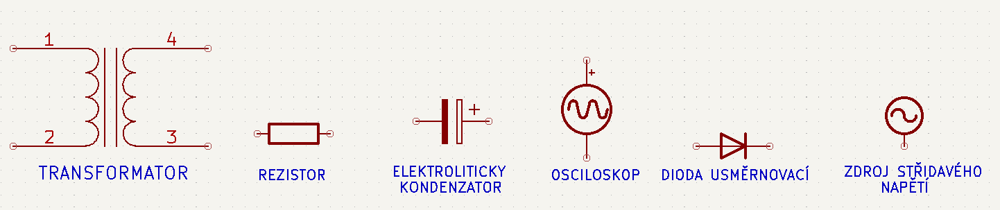 1
4
2
3
+
+
TRANSFORMATOR
REZISTOR
ELEKTROLITICKY
KONDENZATOR
OSCILOSKOP
DIODA USMĚRNOVACÍ
ZDROJ STŘIDAVÉHO
NAPĚTÍ